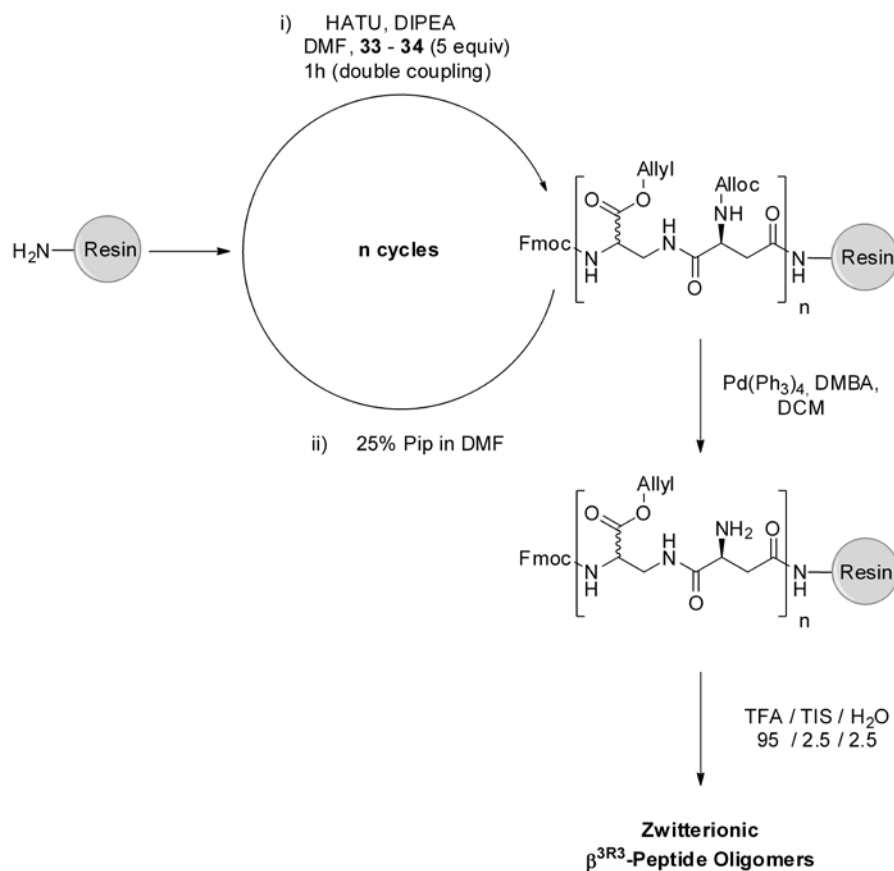 i) HATU, DIPEA
DMF, 33 - 34 (5 equiv)
1h (double coupling)
H₂N
Resin
n cycles
ii) 25% Pip in DMF
Allyl
Alloc
O
O
NH
O
Fmoc
N
H
H
N
O
N
H
Resin
n
Pd(Ph₃)₄, DMBA,
DCM
Allyl
O
O
NH₂
O
Fmoc
N
H
H
N
O
N
H
Resin
n
TFA / TIS / H₂O
95 / 2.5 / 2.5
Zwitterionic
β³ᴿ³-Peptide Oligomers